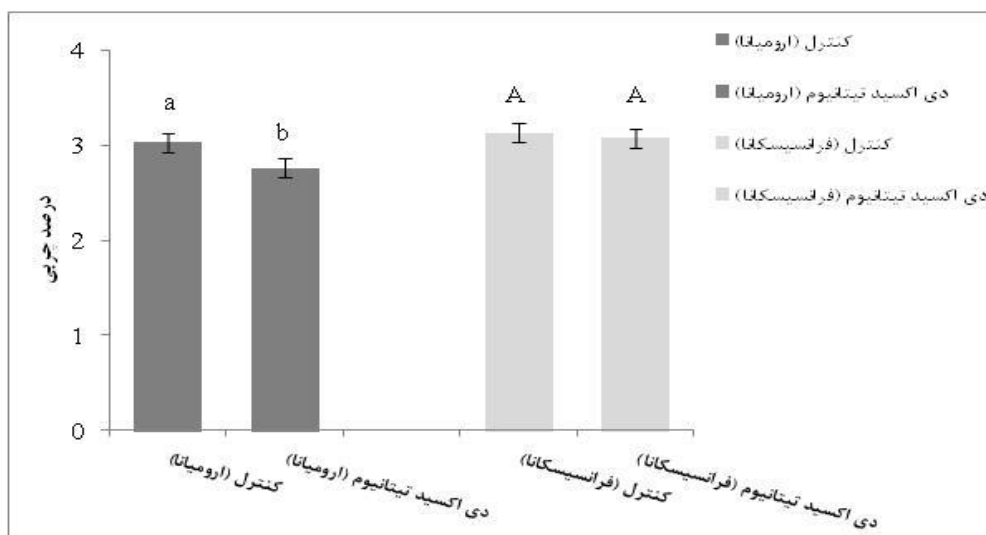 کنترل (ارومیانا)
دی اکسید تیتانیوم (ارومیانا)
کنترل (فرانسیسکانا)
دی اکسید تیتانیوم (فرانسیسکانا)
درصد چربی
4
3
2
1
0
a
b
A
A
کنترل (ارومیانا)
دی اکسید تیتانیوم (ارومیانا)
کنترل (فرانسیسکانا)
دی اکسید تیتانیوم (فرانسیسکانا)